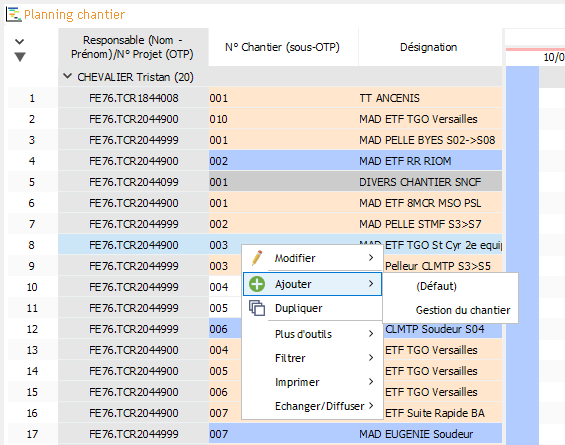 Planning chantier
Responsable (Nom -
Prénom)/N° Projet (OTP)
N° Chantier (sous-OTP)
Désignation
10/0
CHEVALIER Tristan (20)
1 FE76.TCR1844008 001 TT ANCENIS
2 FE76.TCR2044900 010 MAD ETF TGO Versailles
3 FE76.TCR2044999 001 MAD PELLE BYES S02->S08
4 FE76.TCR2044900 002 MAD ETF RR RIOM
5 FE76.TCR2044099 001 DIVERS CHANTIER SNCF
6 FE76.TCR2044900 001 MAD ETF 8MCR MSO PSL
7 FE76.TCR2044999 002 MAD PELLE STMF S3>S7
8 FE76.TCR2044900 003 MAD ETF TGO St Cyr 2e equip
9 FE76.TCR2044999 003 Pelleur CLMTP S3>S5
10 FE76.TCR2044999 004
11 FE76.TCR2044999 005
12 FE76.TCR2044999 006 CLMTP Soudeur S04
13 FE76.TCR2044900 004 ETF TGO Versailles
14 FE76.TCR2044900 005 ETF TGO Versailles
15 FE76.TCR2044900 006 ETF TGO Versailles
16 FE76.TCR2044900 007 ETF Suite Rapide BA
17 FE76.TCR2044999 007 MAD EUGENIE Soudeur
Modifier
Ajouter
Dupliquer
Plus d'outils
Filtrer
Imprimer
Echanger/Diffuser
(Défaut)
Gestion du chantier